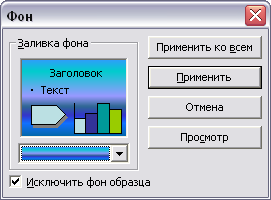 Фон
Заливка фона
Заголовок
• Текст
Применить ко всем
Применить
Отмена
Просмотр
Исключить фон образца